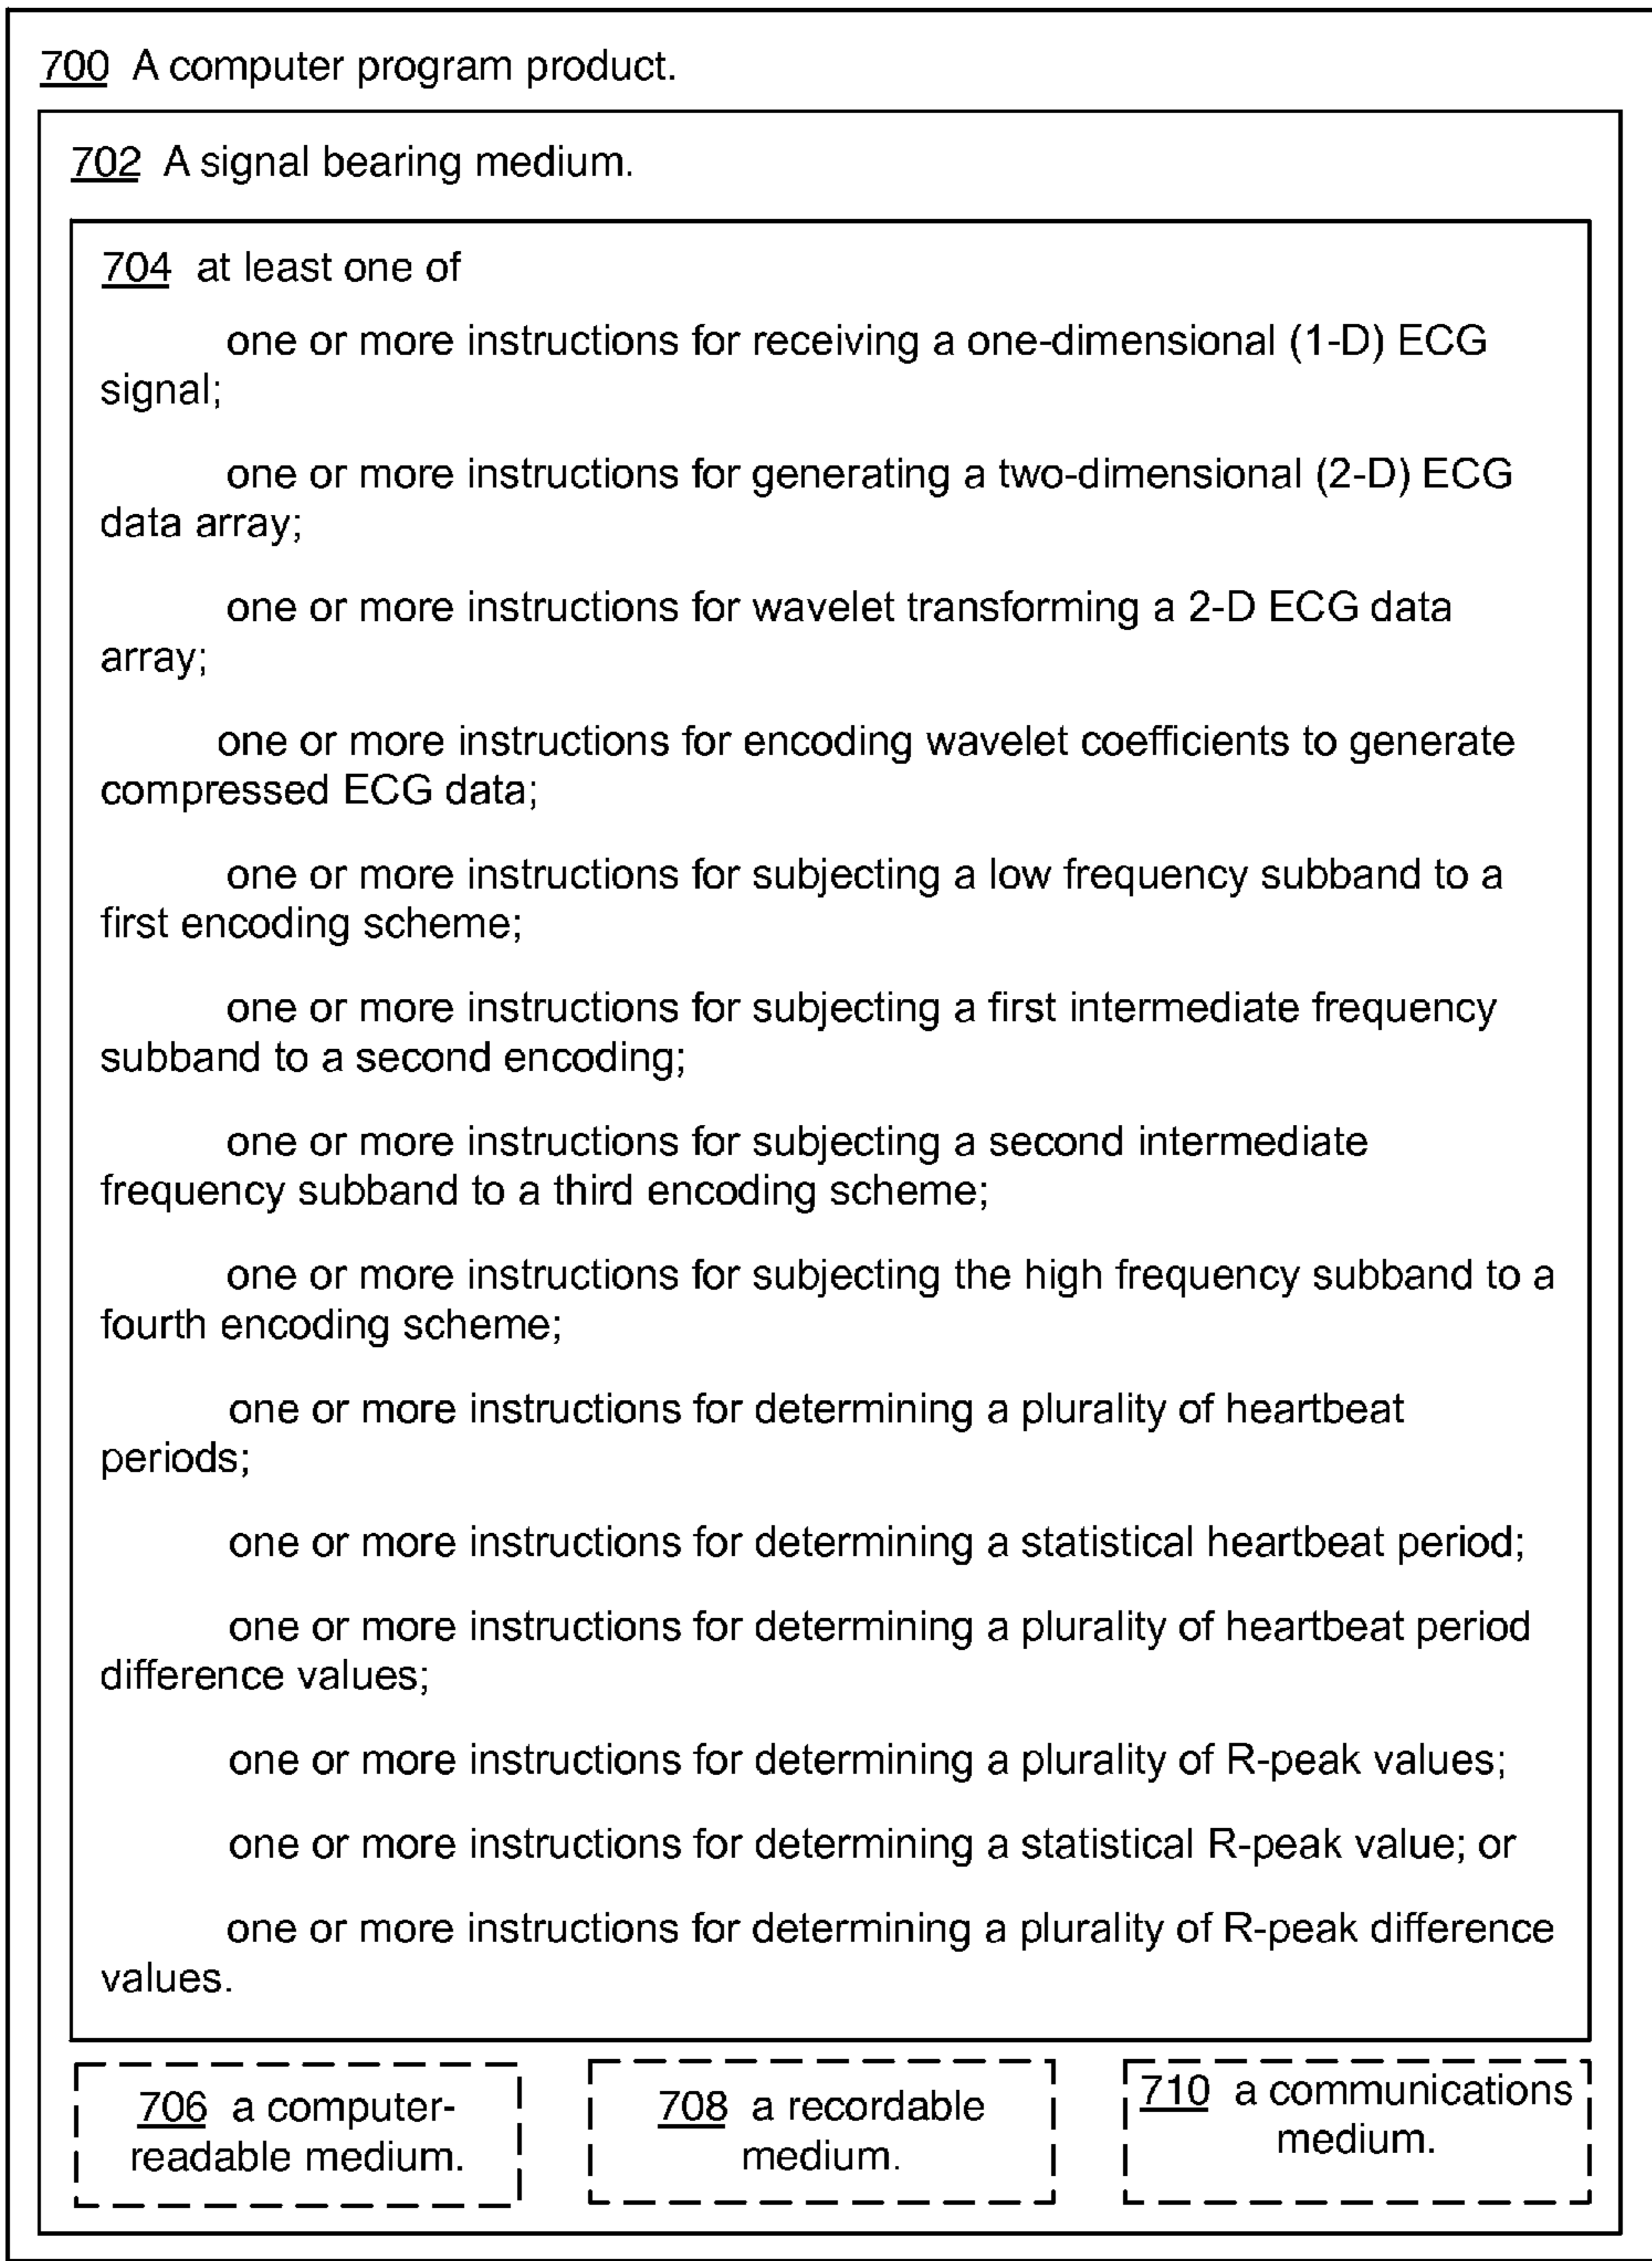 700 A computer program product.
702 A signal bearing medium.
704 at least one of
one or more instructions for receiving a one-dimensional (1-D) ECG
signal;
one or more instructions for generating a two-dimensional (2-D) ECG
data array;
one or more instructions for wavelet transforming a 2-D ECG data
array;
one or more instructions for encoding wavelet coefficients to generate
compressed ECG data;
one or more instructions for subjecting a low frequency subband to a
first encoding scheme;
one or more instructions for subjecting a first intermediate frequency
subband to a second encoding;
one or more instructions for subjecting a second intermediate
frequency subband to a third encoding scheme;
one or more instructions for subjecting the high frequency subband to a
fourth encoding scheme;
one or more instructions for determining a plurality of heartbeat
periods;
one or more instructions for determining a statistical heartbeat period;
one or more instructions for determining a plurality of heartbeat period
difference values;
one or more instructions for determining a plurality of R-peak values;
one or more instructions for determining a statistical R-peak value; or
one or more instructions for determining a plurality of R-peak difference
values.
706 a computer-
readable medium.
708 a recordable
medium.
710 a communications
medium.